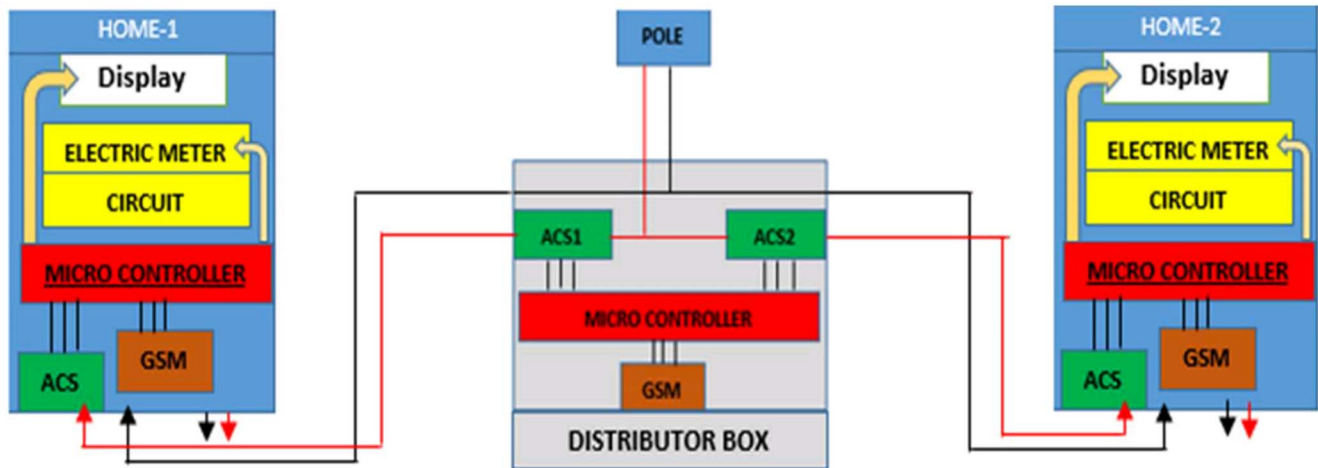 HOME-1
Display
ELECTRIC METER
CIRCUIT
MICRO CONTROLLER
ACS
GSM
POLE
ACS1
ACS2
MICRO CONTROLLER
GSM
DISTRIBUTOR BOX
HOME-2
Display
ELECTRIC METER
CIRCUIT
MICRO CONTROLLER
ACS
GSM